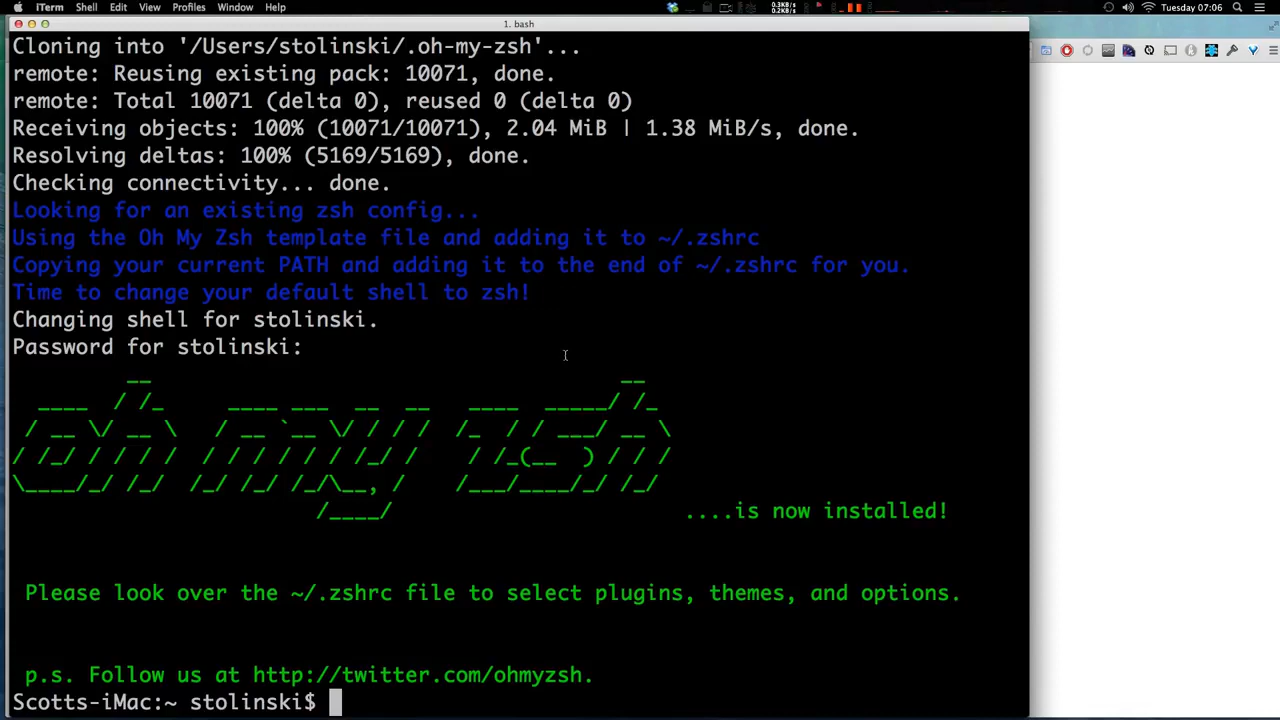 iTerm Shell Edit View Profiles Window Help Tuesday 07:06
1. bash
Cloning into '/Users/stolinski/.oh-my-zsh'...
remote: Reusing existing pack: 10071, done.
remote: Total 10071 (delta 0), reused 0 (delta 0)
Receiving objects: 100% (10071/10071), 2.04 MiB | 1.38 MiB/s, done.
Resolving deltas: 100% (5169/5169), done.
Checking connectivity... done.
Looking for an existing zsh config...
Using the Oh My Zsh template file and adding it to ~/.zshrc
Copying your current PATH and adding it to the end of ~/.zshrc for you.
Time to change your default shell to zsh!
Changing shell for stolinski.
Password for stolinski:
oh my zsh
....is now installed!
Please look over the ~/.zshrc file to select plugins, themes, and options.
p.s. Follow us at http://twitter.com/ohmyzsh.
Scotts-iMac:~ stolinski$